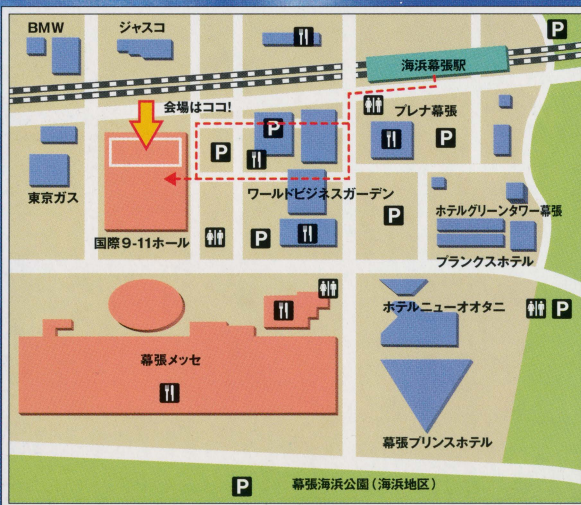 BMW
ジャスコ
P
海浜幕張駅
会場はココ!
プレナ幕張
P
P
P
東京ガス
ワールドビジネスガーデン
ホテルグリーンタワー幕張
P
国際9-11ホール
P
プランクスホテル
ホテルニューオオタニ
P
幕張メッセ
幕張プリンスホテル
P
幕張海浜公園(海浜地区)